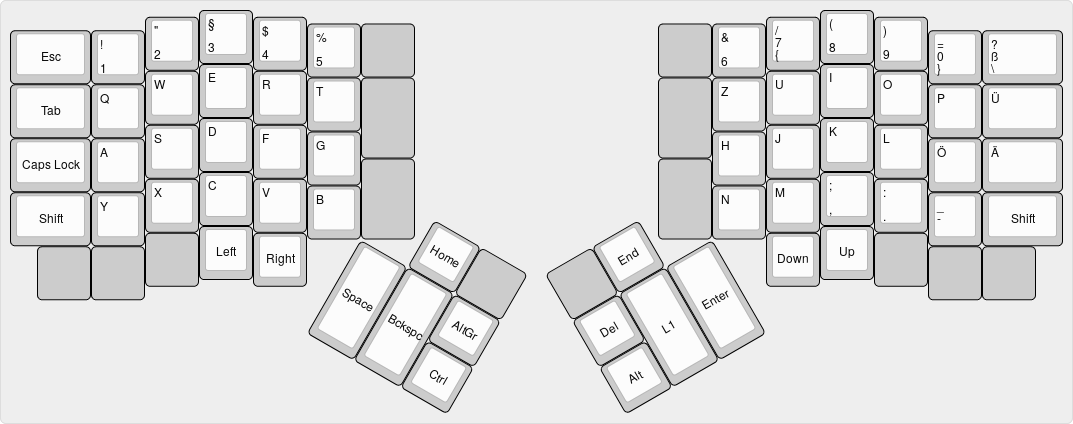 Esc ! 1 " 2 § 3 $ 4 % 5 & 6 / 7 { ( 8 ) 9 = 0 } ? ß \
Tab Q W E R T Z U I O P Ü
Caps Lock A S D F G H J K L Ö Ä
Shift Y X C V B N M ; , : . _ - Shift
Left Right Down Up
Home End
Space Bckspc AltGr Del L1 Enter
Ctrl Alt